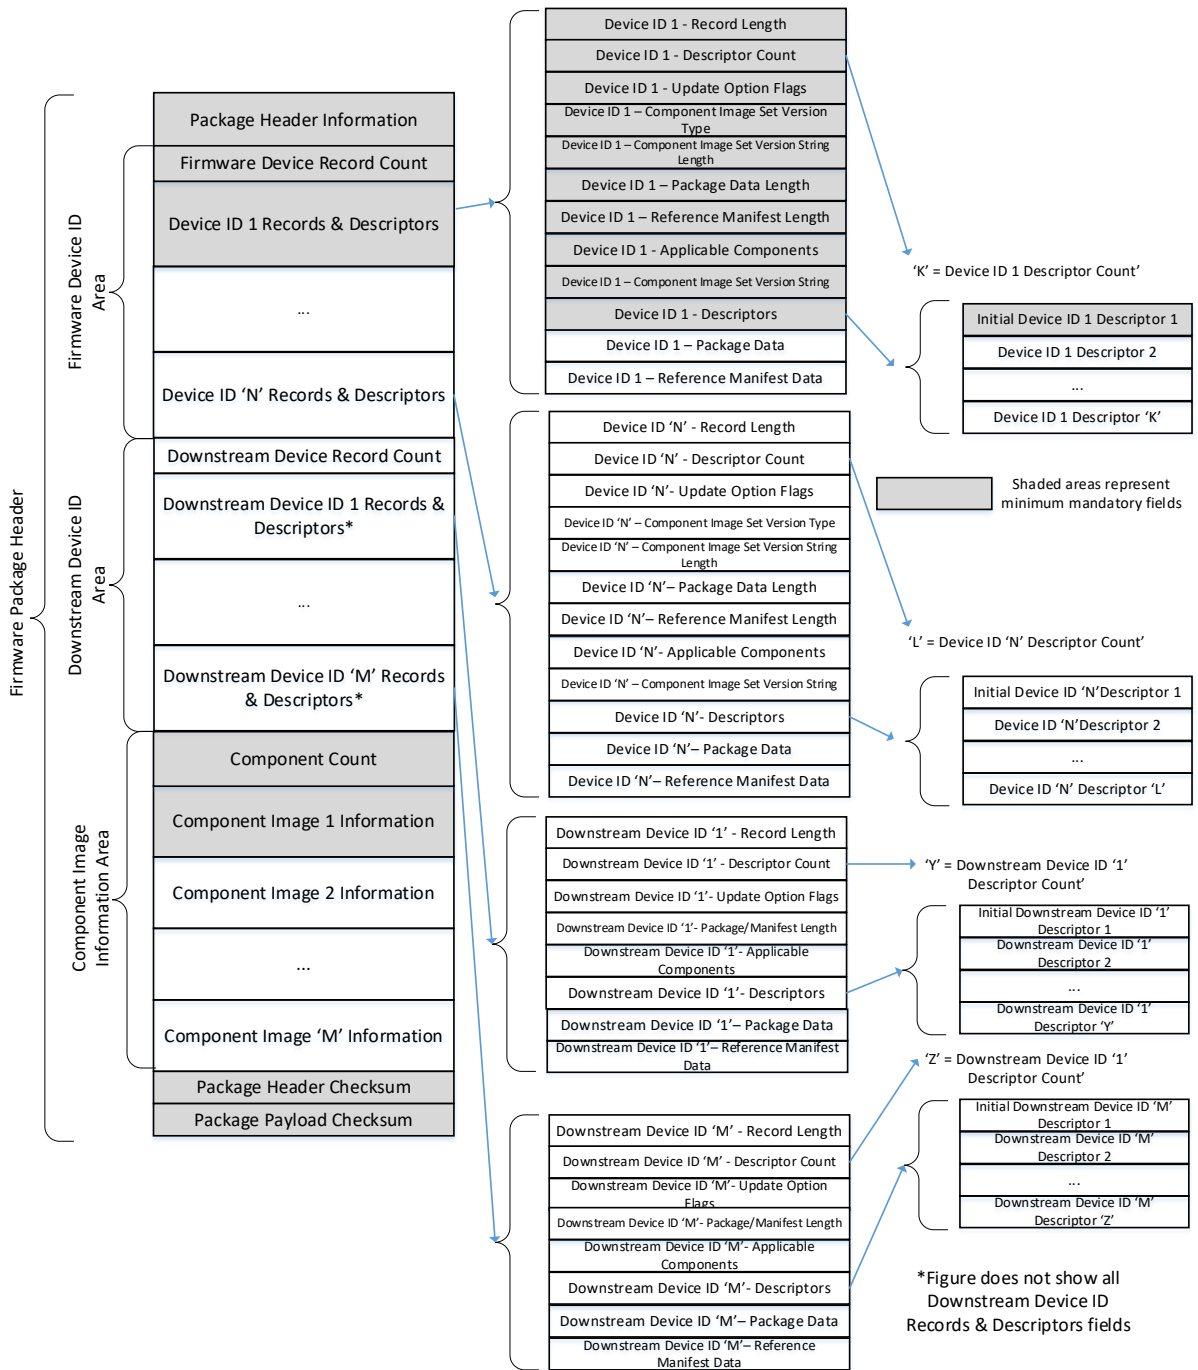 Firmware Package Header
Firmware Device ID
Area
Downstream Device ID
Area
Component Image
Information Area
Package Header Information
Firmware Device Record Count
Device ID 1 Records & Descriptors
...
Device ID ‘N’ Records & Descriptors
Downstream Device Record Count
Downstream Device ID 1 Records &
Descriptors*
...
Downstream Device ID ‘M’ Records
& Descriptors*
Component Count
Component Image 1 Information
Component Image 2 Information
...
Component Image ‘M’ Information
Package Header Checksum
Package Payload Checksum
Device ID 1 - Record Length
Device ID 1 - Descriptor Count
Device ID 1 - Update Option Flags
Device ID 1 – Component Image Set Version
Type
Device ID 1 – Component Image Set Version String
Length
Device ID 1 – Package Data Length
Device ID 1 – Reference Manifest Length
Device ID 1 - Applicable Components
Device ID 1 – Component Image Set Version String
Device ID 1 - Descriptors
Device ID 1 – Package Data
Device ID 1 – Reference Manifest Data
‘K’ = Device ID 1 Descriptor Count’
Initial Device ID 1 Descriptor 1
Device ID 1 Descriptor 2
...
Device ID 1 Descriptor ‘K’
Shaded areas represent
minimum mandatory fields
Device ID ‘N’ - Record Length
Device ID ‘N’ - Descriptor Count
Device ID ‘N’- Update Option Flags
Device ID ‘N’ – Component Image Set Version Type
Device ID ‘N’ – Component Image Set Version String
Length
Device ID ‘N’– Package Data Length
Device ID ‘N’– Reference Manifest Length
Device ID ‘N’- Applicable Components
Device ID ‘N’ – Component Image Set Version String
Device ID ‘N’- Descriptors
Device ID ‘N’– Package Data
Device ID ‘N’– Reference Manifest Data
‘L’ = Device ID ‘N’ Descriptor Count’
Initial Device ID ‘N’Descriptor 1
Device ID ‘N’Descriptor 2
...
Device ID ‘N’ Descriptor ‘L’
Downstream Device ID ‘1’ - Record Length
Downstream Device ID ‘1’ - Descriptor Count
Downstream Device ID ‘1’- Update Option Flags
Downstream Device ID ‘1’- Package/Manifest Length
Downstream Device ID ‘1’- Applicable
Components
Downstream Device ID ‘1’- Descriptors
Downstream Device ID ‘1’– Package Data
Downstream Device ID ‘1’– Reference Manifest
Data
‘Y’ = Downstream Device ID ‘1’
Descriptor Count’
Initial Downstream Device ID ‘1’
Descriptor 1
Downstream Device ID ‘1’
Descriptor 2
...
Downstream Device ID ‘1’
Descriptor ‘Y’
Downstream Device ID ‘M’ - Record Length
Downstream Device ID ‘M’ - Descriptor Count
Downstream Device ID ‘M’- Update Option
Flags
Downstream Device ID ‘M’- Package/Manifest Length
Downstream Device ID ‘M’- Applicable
Components
Downstream Device ID ‘M’- Descriptors
Downstream Device ID ‘M’– Package Data
Downstream Device ID ‘M’– Reference
Manifest Data
‘Z’ = Downstream Device ID ‘1’
Descriptor Count’
Initial Downstream Device ID ‘M’
Descriptor 1
Downstream Device ID ‘M’
Descriptor 2
...
Downstream Device ID ‘M’
Descriptor ‘Z’
*Figure does not show all
Downstream Device ID
Records & Descriptors fields